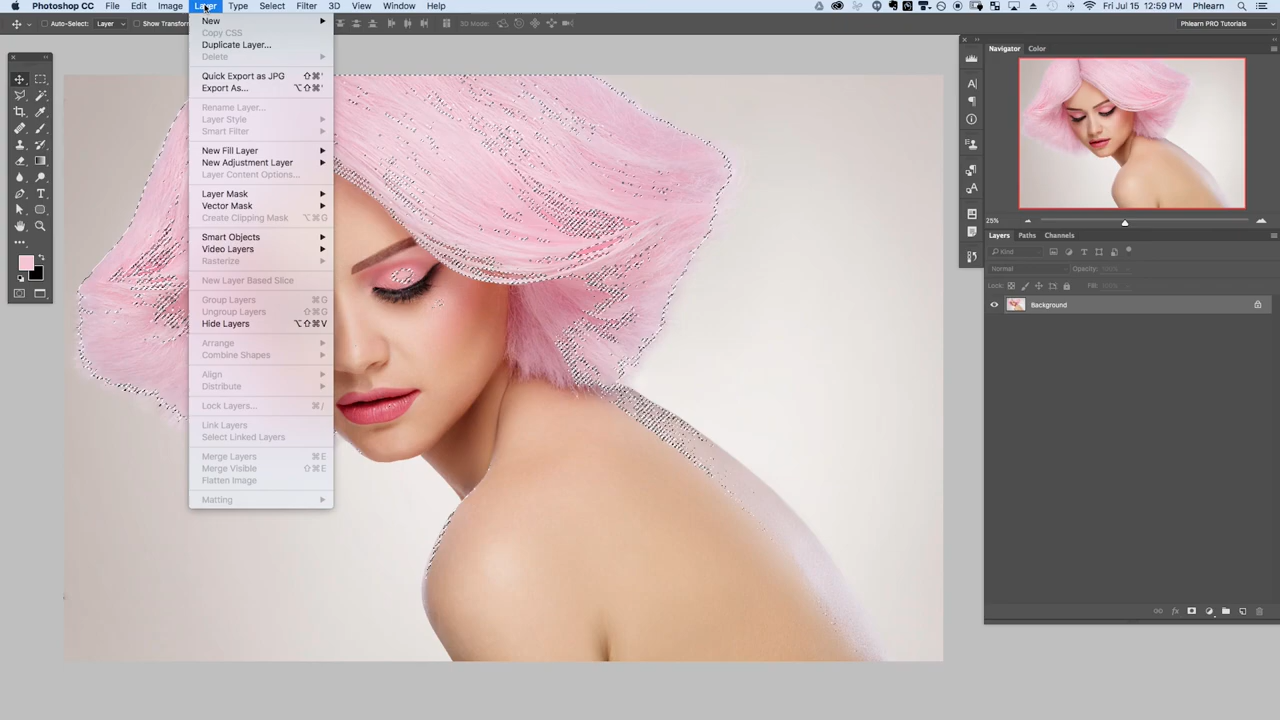 Photoshop CC File Edit Image Layer Type Select Filter 3D View Window Help
Fri Jul 15 12:59 PM Phlearn
Auto-Select: Layer Show Transform
3D Mode:
Phlearn PRO Tutorials
New
Copy CSS
Duplicate Layer...
Delete
Quick Export as JPG ⇧⌘'
Export As... ⌥⇧⌘'
Rename Layer...
Layer Style
Smart Filter
New Fill Layer
New Adjustment Layer
Layer Content Options...
Layer Mask
Vector Mask
Create Clipping Mask ⌥⌘G
Smart Objects
Video Layers
Rasterize
New Layer Based Slice
Group Layers ⌘G
Ungroup Layers ⇧⌘G
Hide Layers ⌥⇧⌘V
Arrange
Combine Shapes
Align
Distribute
Lock Layers... ⌘/
Link Layers
Select Linked Layers
Merge Layers ⌘E
Merge Visible ⇧⌘E
Flatten Image
Matting
Navigator Color
25%
Layers Paths Channels
Kind
Normal Opacity: 100%
Lock: Fill: 100%
Background